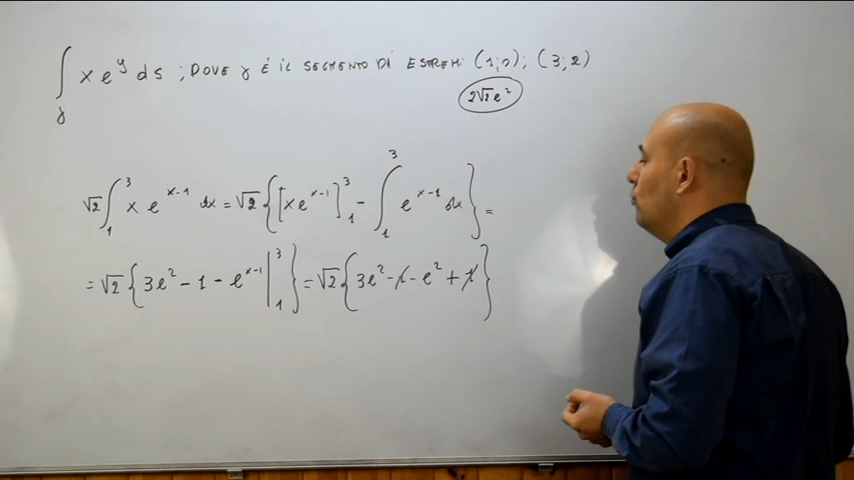 ∫γ x e^y ds ; DOVE γ È IL SEGMENTO DI ESTREMI (1;0); (3;2)
2√2e²
√2 ∫₁³ x e^(x-1) dx = √2 { [x e^(x-1)]₁³ - ∫₁³ e^(x-1) dx } =
= √2 { 3e² - 1 - e^(x-1) |₁³ } = √2 { 3e² - 1 - e² + 1 }